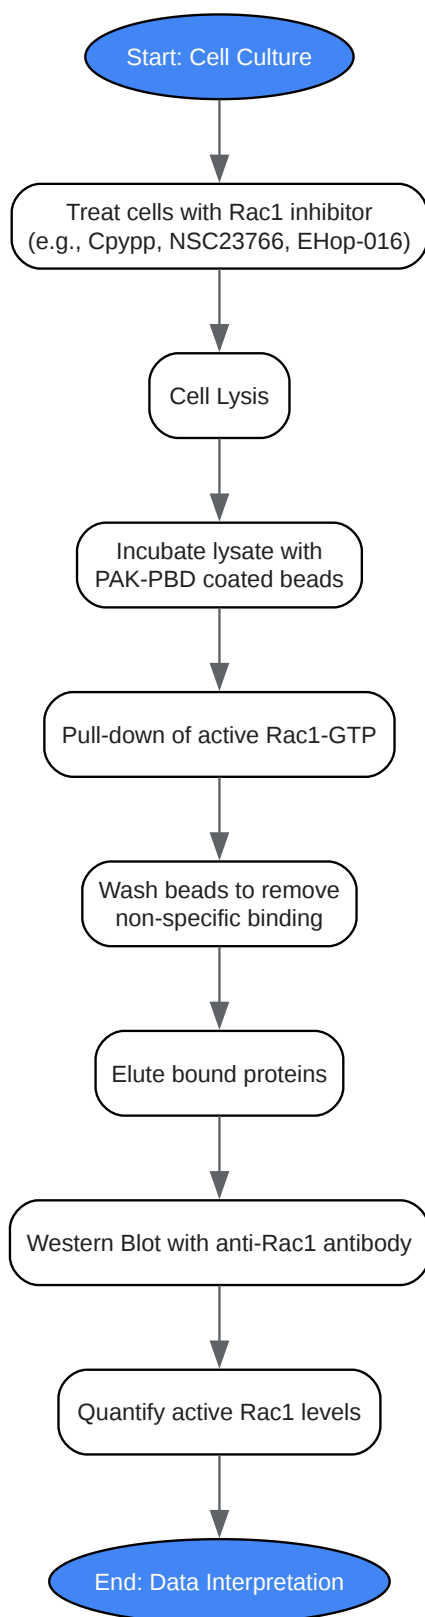 Start: Cell Culture
Treat cells with Rac1 inhibitor
(e.g., Cpypp, NSC23766, EHop-016)
Cell Lysis
Incubate lysate with
PAK-PBD coated beads
Pull-down of active Rac1-GTP
Wash beads to remove
non-specific binding
Elute bound proteins
Western Blot with anti-Rac1 antibody
Quantify active Rac1 levels
End: Data Interpretation